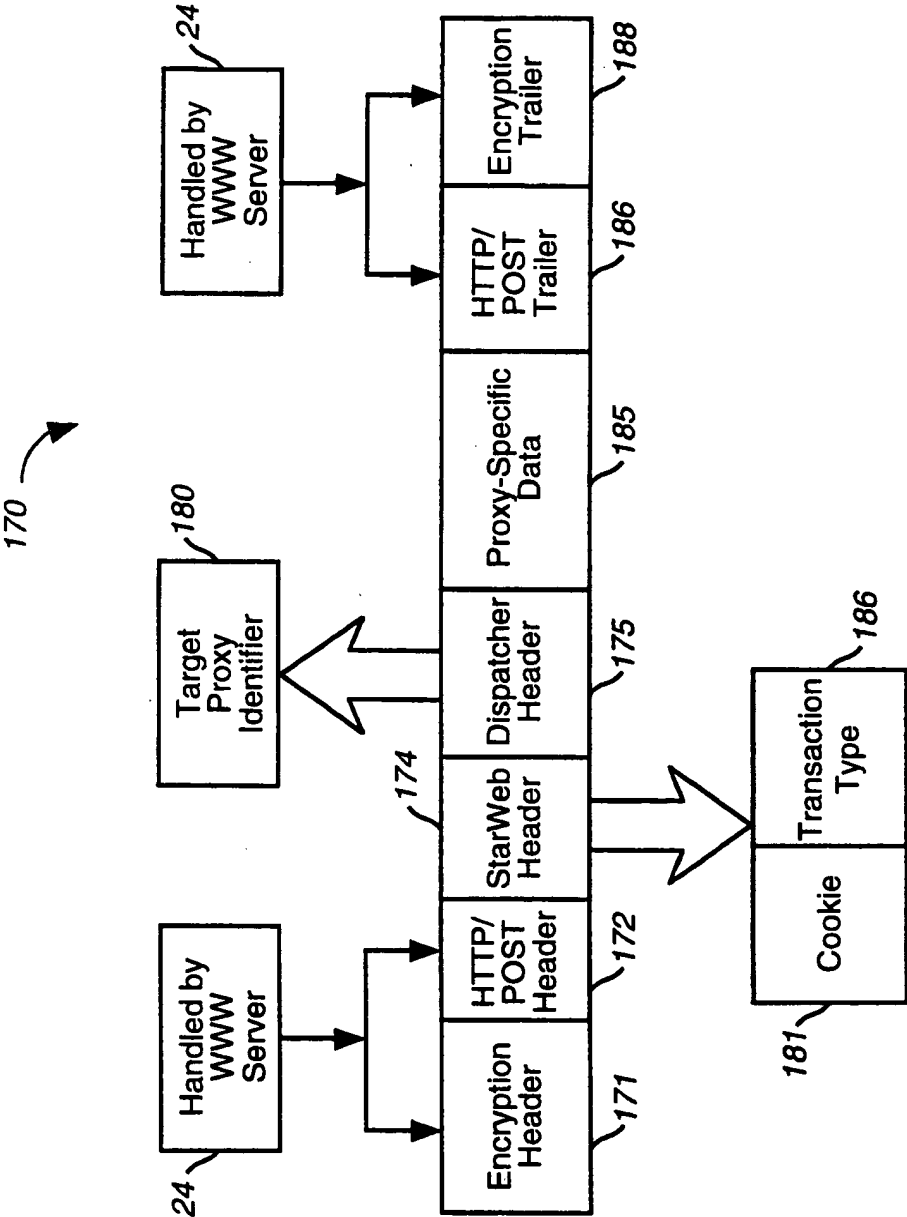 170
24
Handled by
WWW
Server
180
Target
Proxy
Identifier
Handled by
WWW
Server
24
174
Encryption
Header
HTTP/
POST
Header
StarWeb
Header
Dispatcher
Header
Proxy-Specific
Data
HTTP/
POST
Trailer
Encryption
Trailer
171
172
175
185
186
188
181
Cookie
Transaction
Type
186